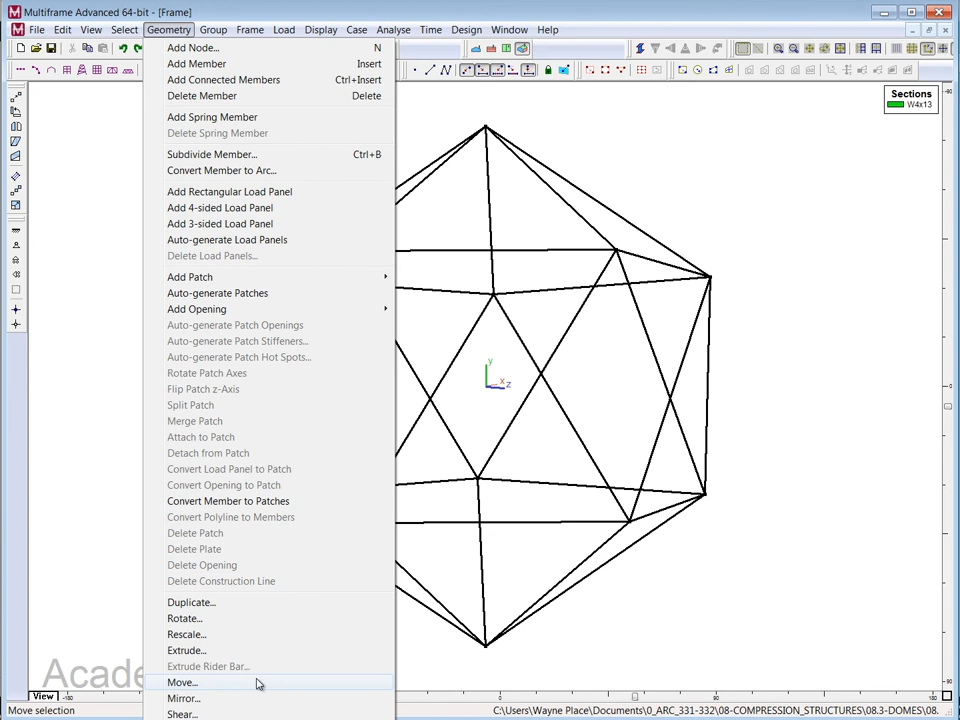 Multiframe Advanced 64-bit - [Frame]
File Edit View Select Geometry Group Frame Load Display Case Analyse Time Design Window Help
Add Node... N
Add Member Insert
Add Connected Members Ctrl+Insert
Delete Member Delete
Add Spring Member
Delete Spring Member
Subdivide Member... Ctrl+B
Convert Member to Arc...
Add Rectangular Load Panel
Add 4-sided Load Panel
Add 3-sided Load Panel
Auto-generate Load Panels
Delete Load Panels...
Add Patch
Auto-generate Patches
Add Opening
Auto-generate Patch Openings
Auto-generate Patch Stiffeners...
Auto-generate Patch Hot Spots...
Rotate Patch Axes
Flip Patch z-Axis
Split Patch
Merge Patch
Attach to Patch
Detach from Patch
Convert Load Panel to Patch
Convert Opening to Patch
Convert Member to Patches
Convert Polyline to Members
Delete Patch
Delete Plate
Delete Opening
Delete Construction Line
Duplicate...
Rotate...
Rescale...
Extrude...
Extrude Rider Bar...
Move...
Mirror...
Shear...
Sections
W4x13
y
x
z
Acade
View -180 0 90
Move selection
C:\Users\Wayne Place\Documents\0_ARC_331-332\08-COMPRESSION_STRUCTURES\08.3-DOMES\08.